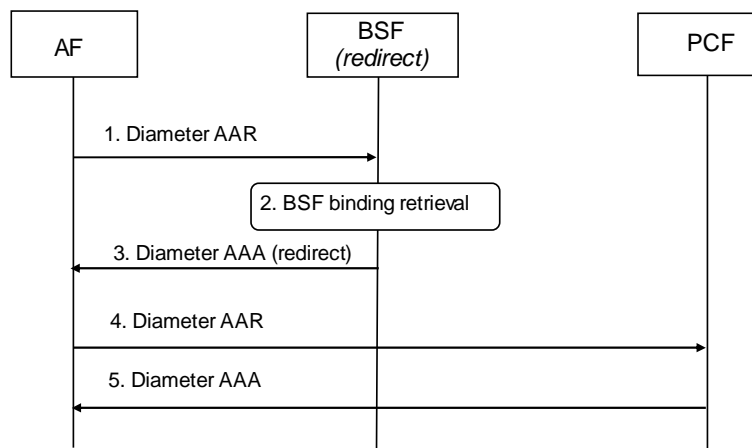 AF
BSF
(redirect)
PCF
1. Diameter AAR
2. BSF binding retrieval
3. Diameter AAA (redirect)
4. Diameter AAR
5. Diameter AAA